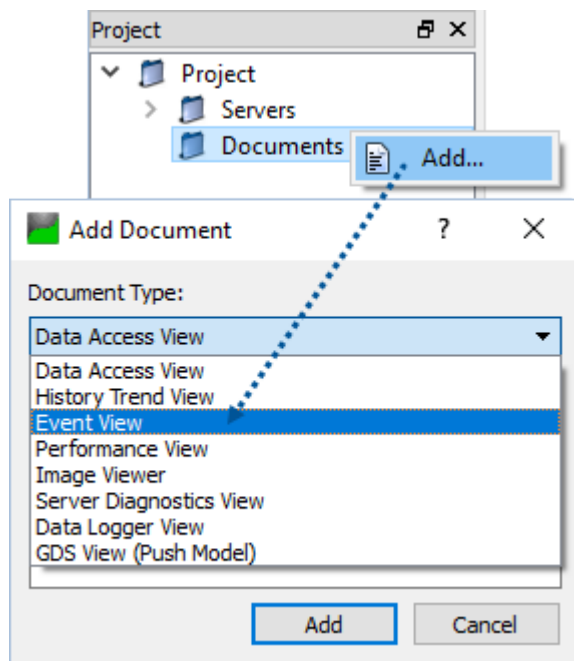 Project
Project
Servers
Documents
Add...
Add Document
?
Document Type:
Data Access View
Data Access View
History Trend View
Event View
Performance View
Image Viewer
Server Diagnostics View
Data Logger View
GDS View (Push Model)
Add Cancel